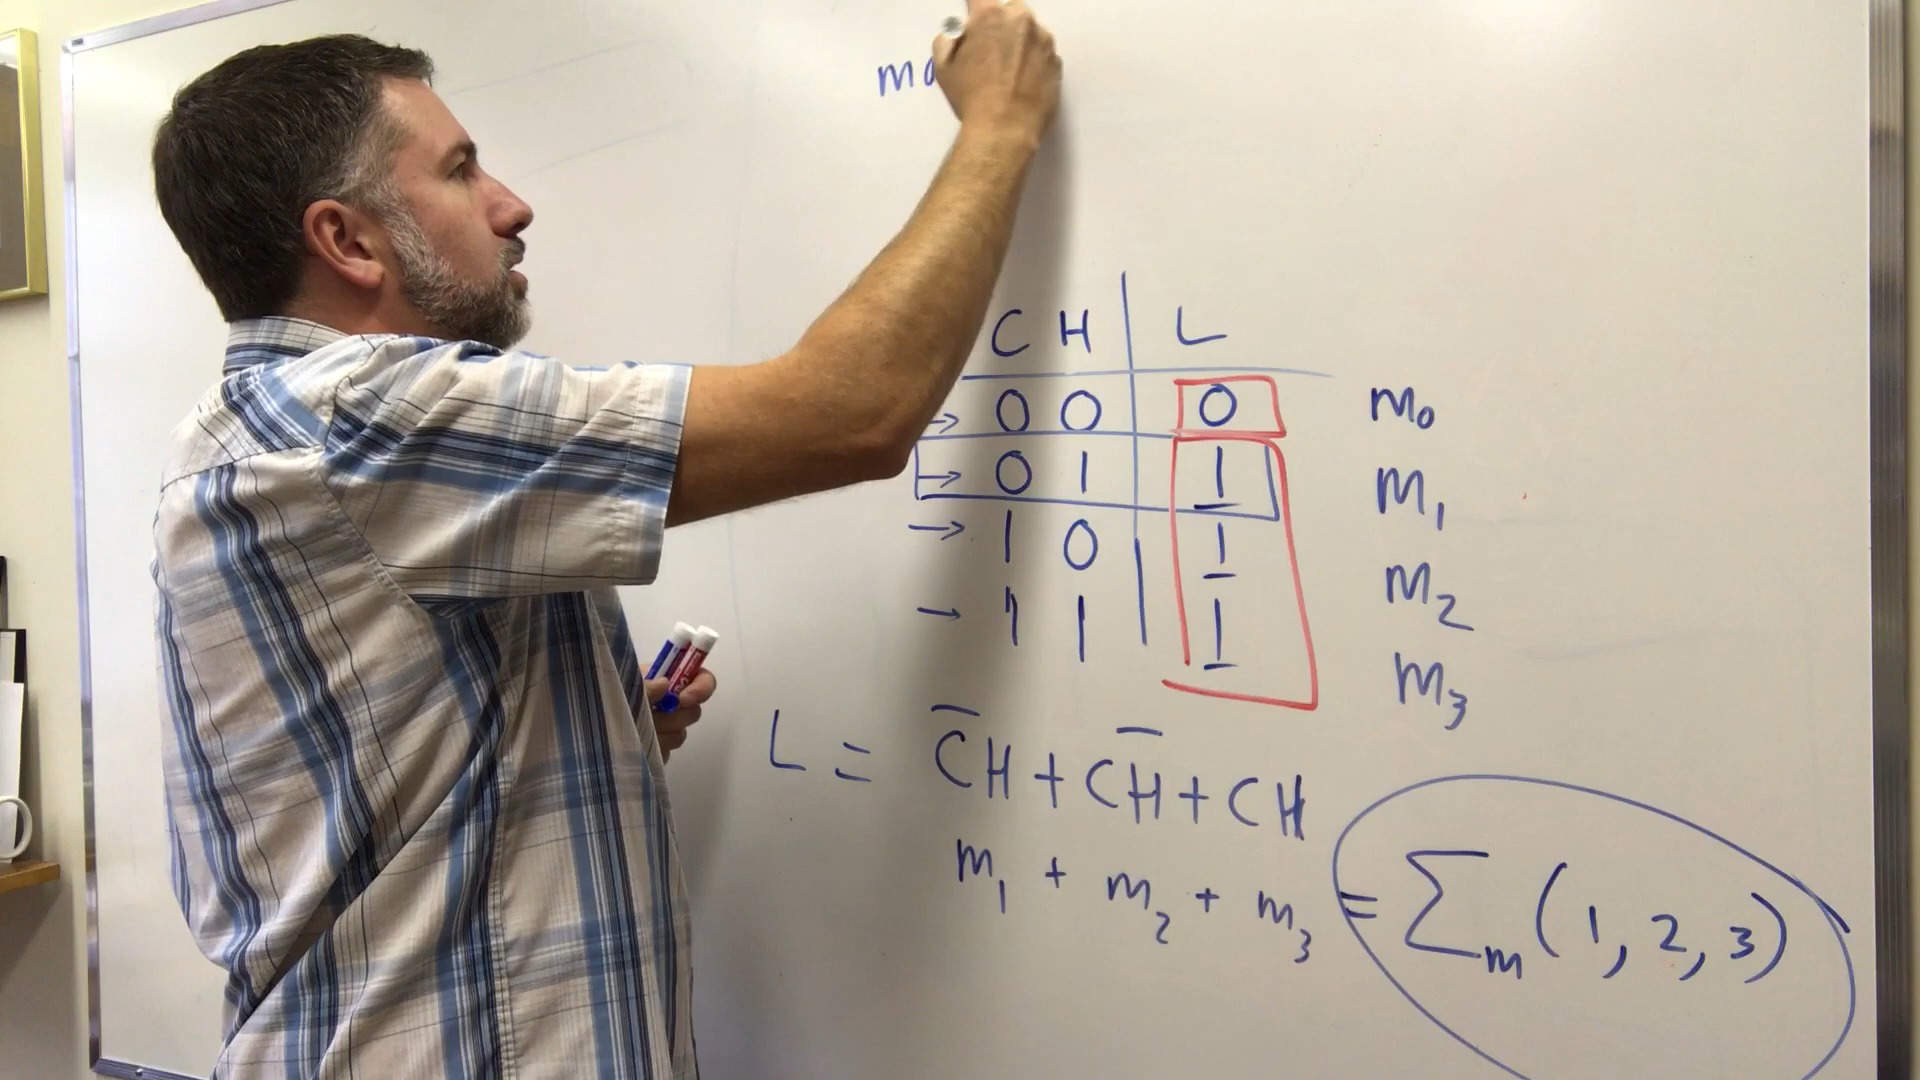 C H L
→ 0 0 0 m₀
→ 0 1 1 m₁
→ 1 0 1 m₂
→ 1 1 1 m₃
L = C̅H + CH̅ + CH
m₁ + m₂ + m₃ = ∑m (1, 2, 3)